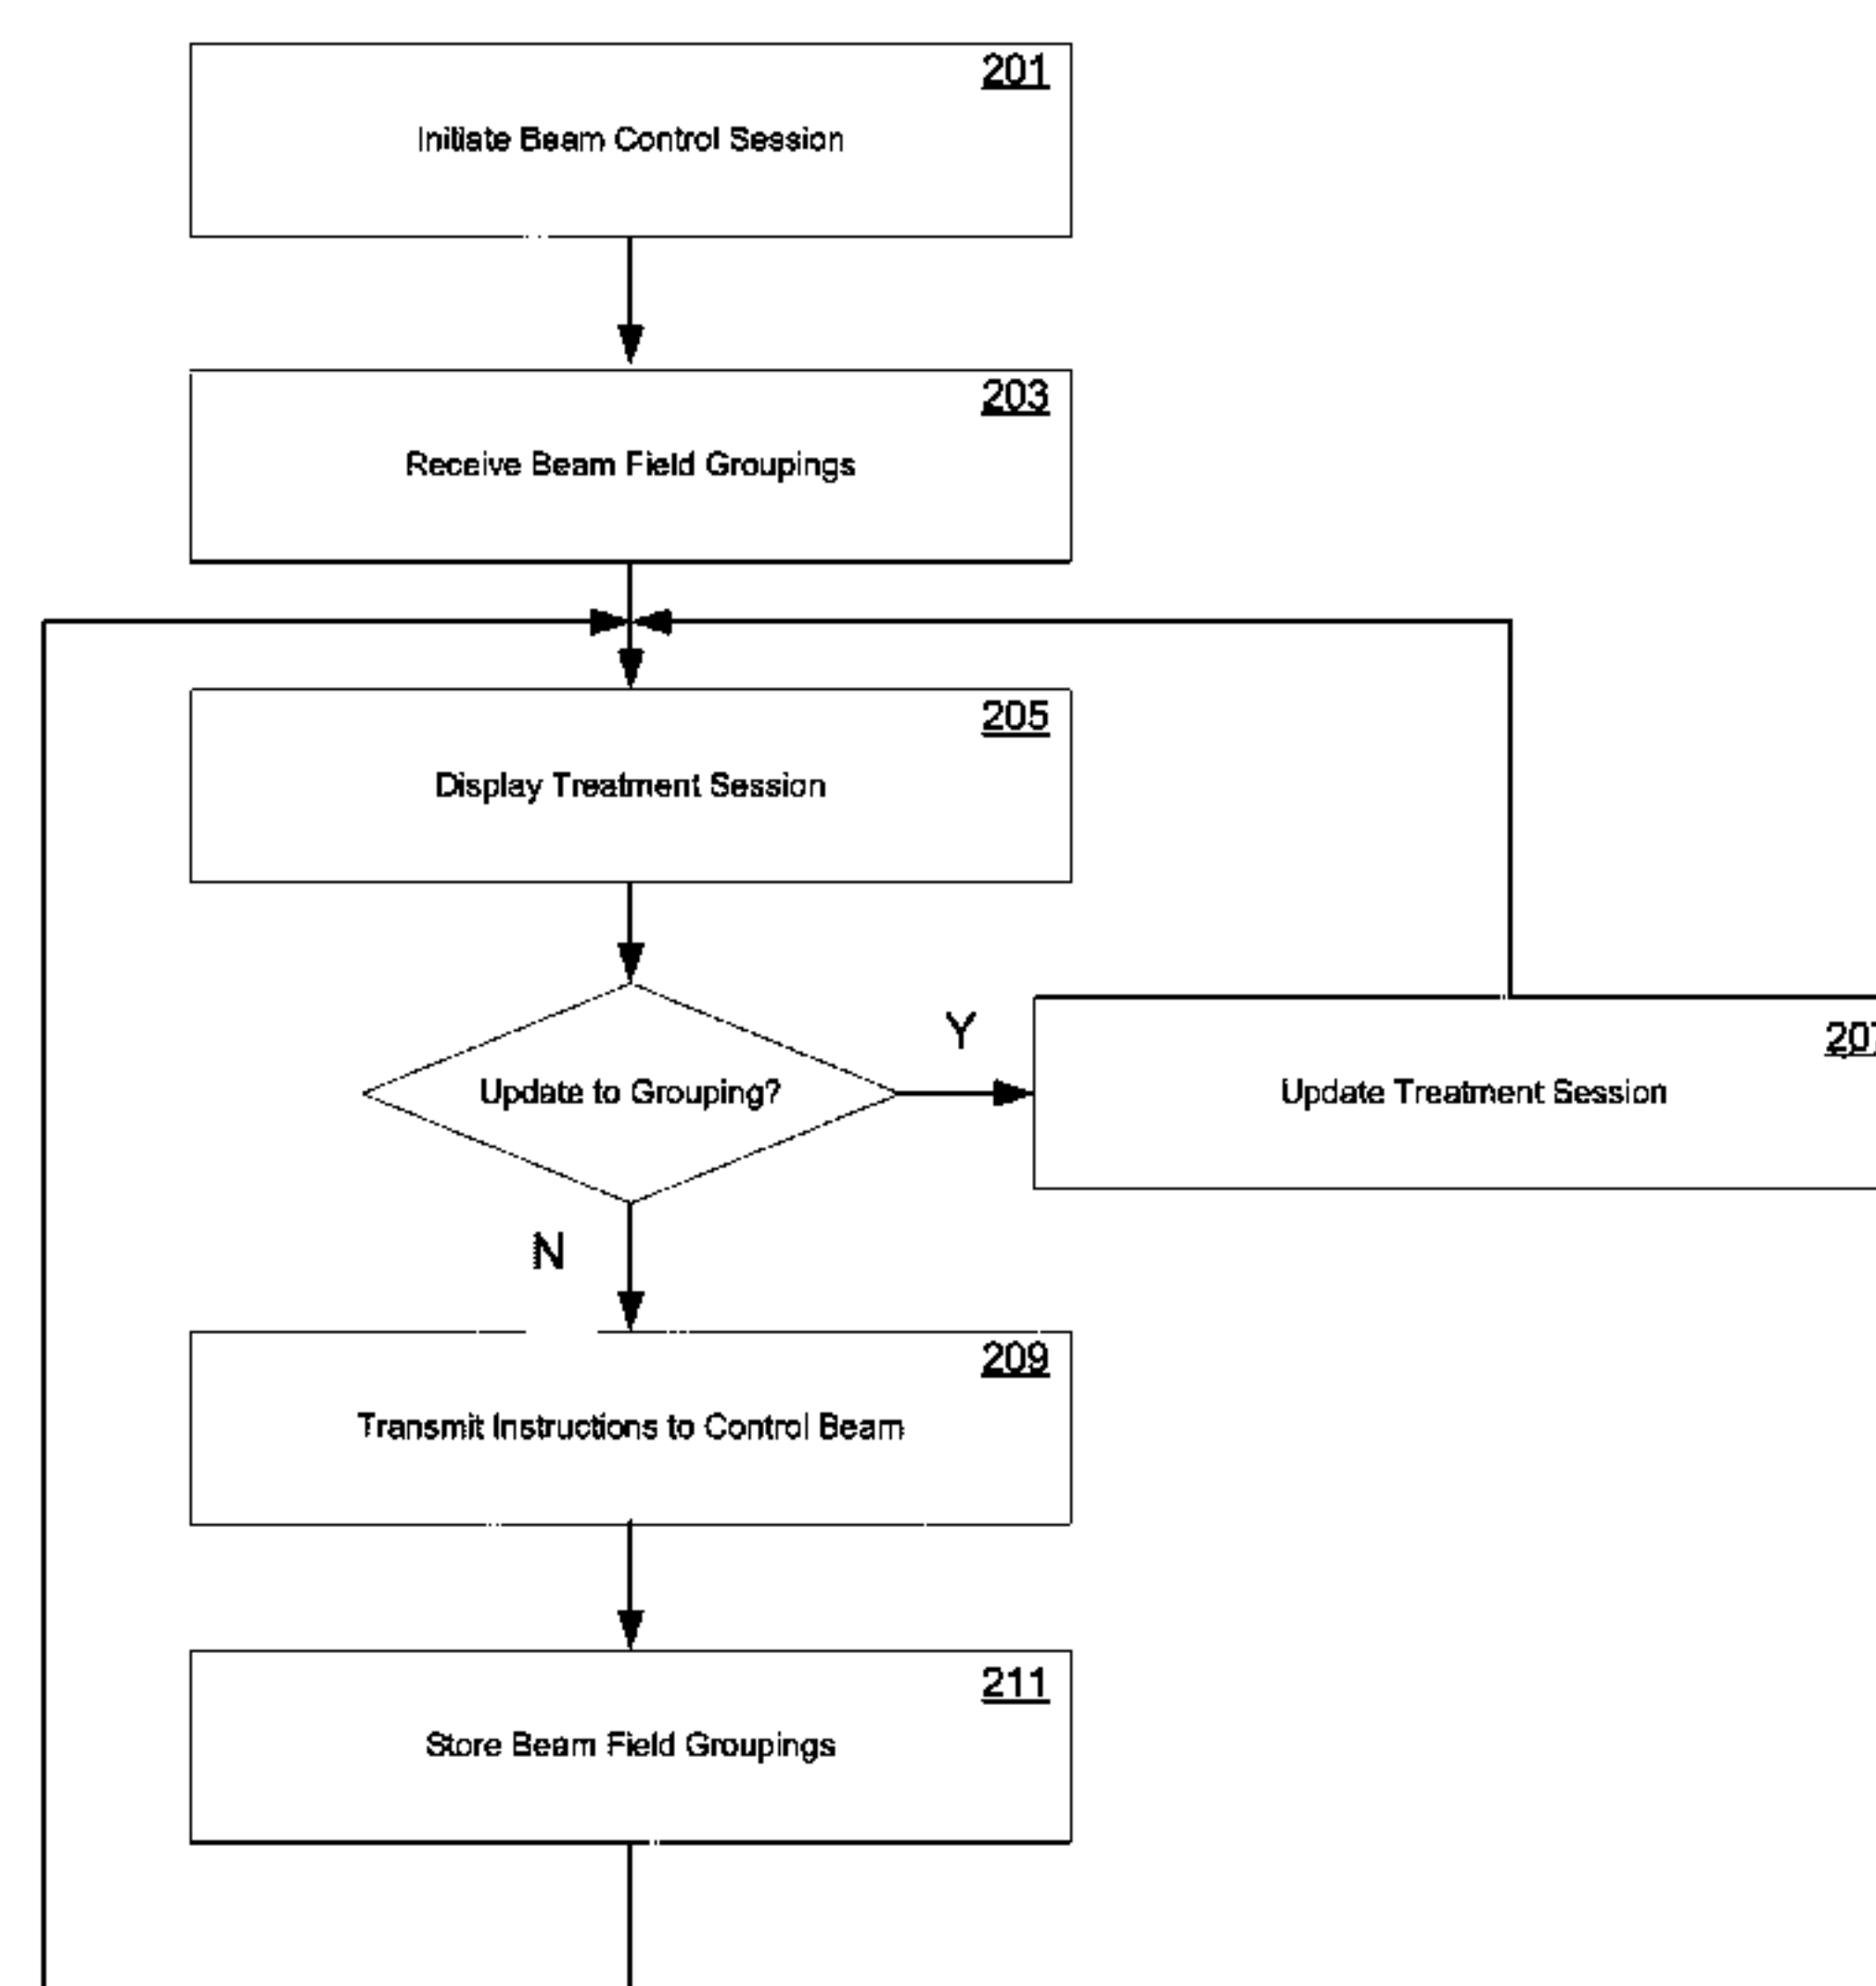 201
Initiate Beam Control Session
203
Receive Beam Field Groupings
205
Display Treatment Session
Update to Grouping?
Y
Update Treatment Session
N
209
Transmit Instructions to Control Beam
211
Store Beam Field Groupings